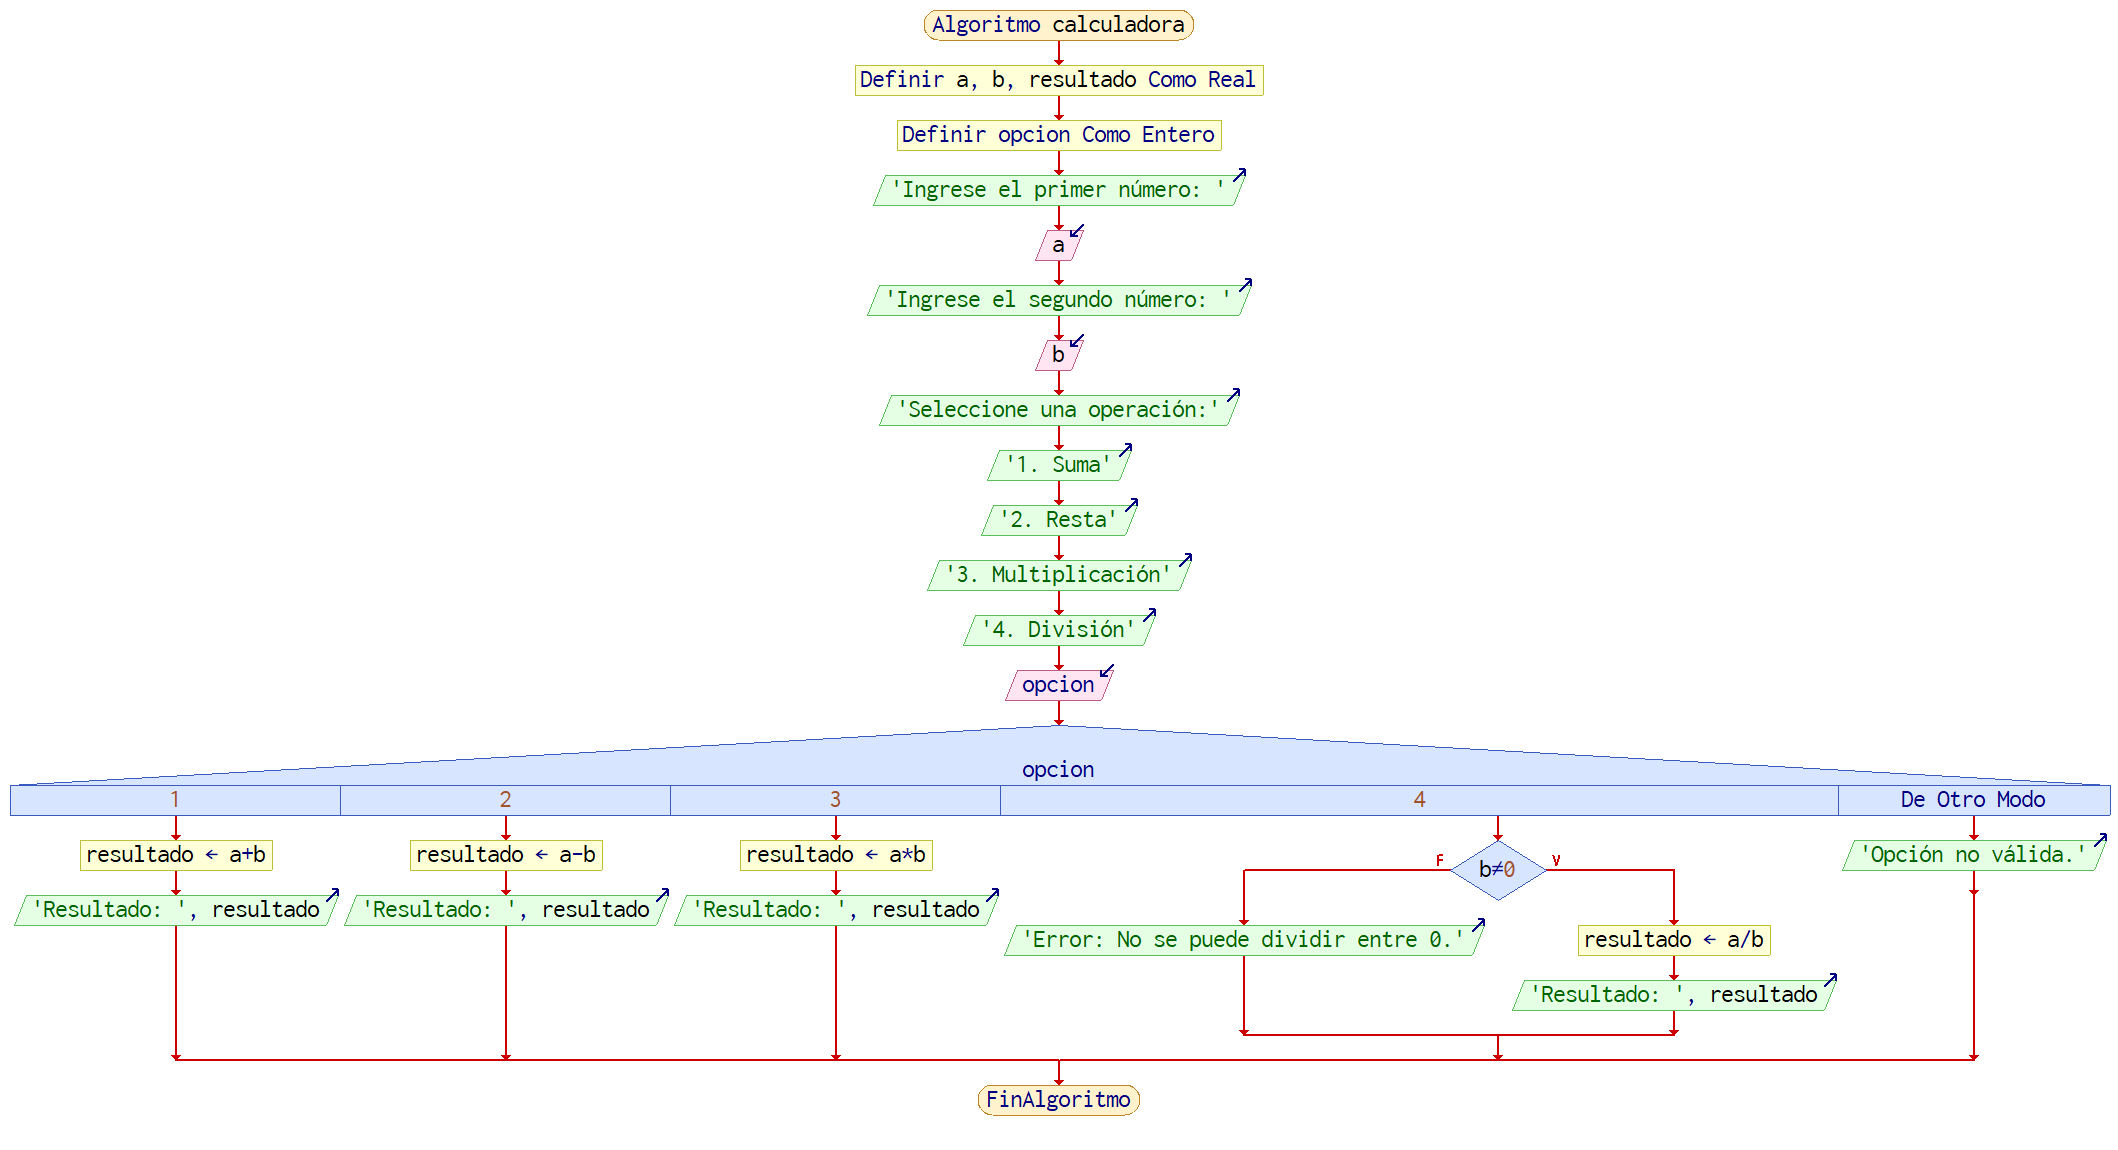 Algoritmo calculadora
Definir a, b, resultado Como Real
Definir opcion Como Entero
'Ingrese el primer número: '
a
'Ingrese el segundo número: '
b
'Seleccione una operación:'
'1. Suma'
'2. Resta'
'3. Multiplicación'
'4. División'
opcion
opcion
1 2 3 4 De Otro Modo
resultado ← a+b
'Resultado: ', resultado
resultado ← a-b
'Resultado: ', resultado
resultado ← a*b
'Resultado: ', resultado
F b≠0 V
'Error: No se puede dividir entre 0.'
resultado ← a/b
'Resultado: ', resultado
'Opción no válida.'
FinAlgoritmo